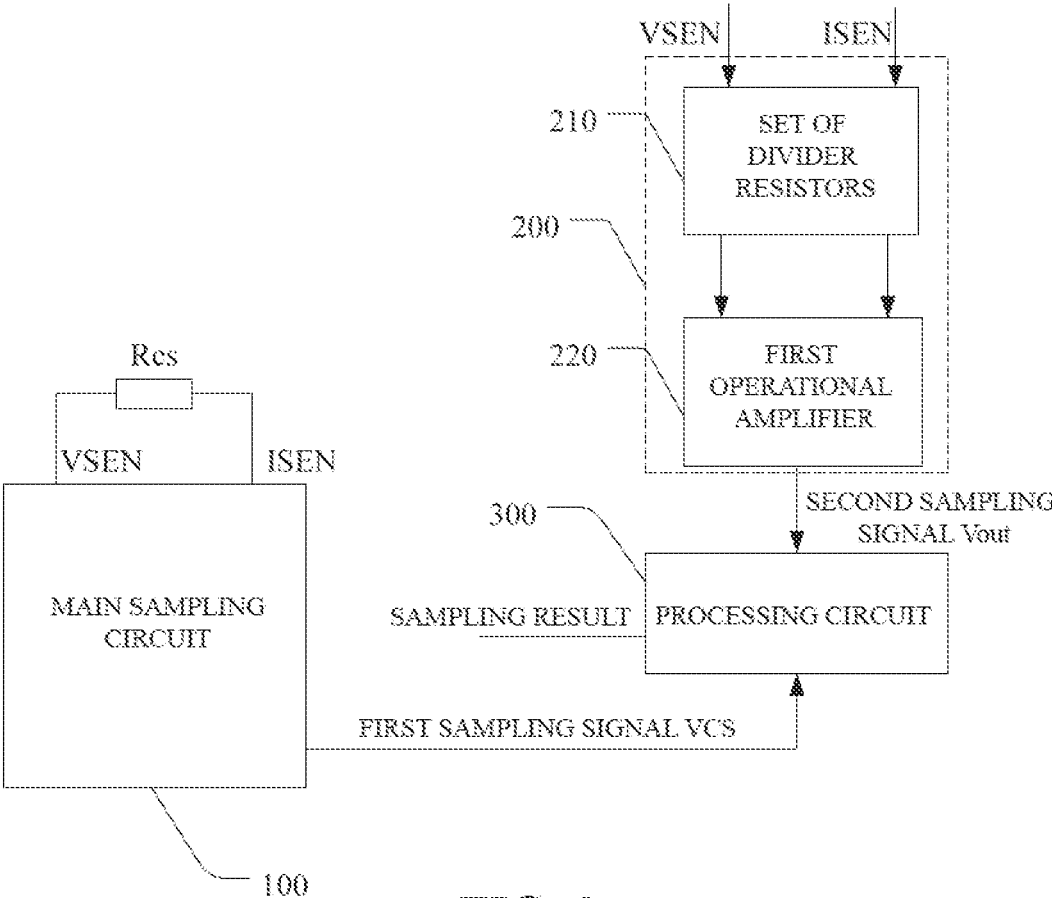 VSEN ISEN
210
SET OF
DIVIDER
RESISTORS
200
220
FIRST
OPERATIONAL
AMPLIFIER
Rcs
VSEN ISEN
MAIN SAMPLING
CIRCUIT
SECOND SAMPLING
SIGNAL Vout
300
SAMPLING RESULT
PROCESSING CIRCUIT
FIRST SAMPLING SIGNAL VCS
100